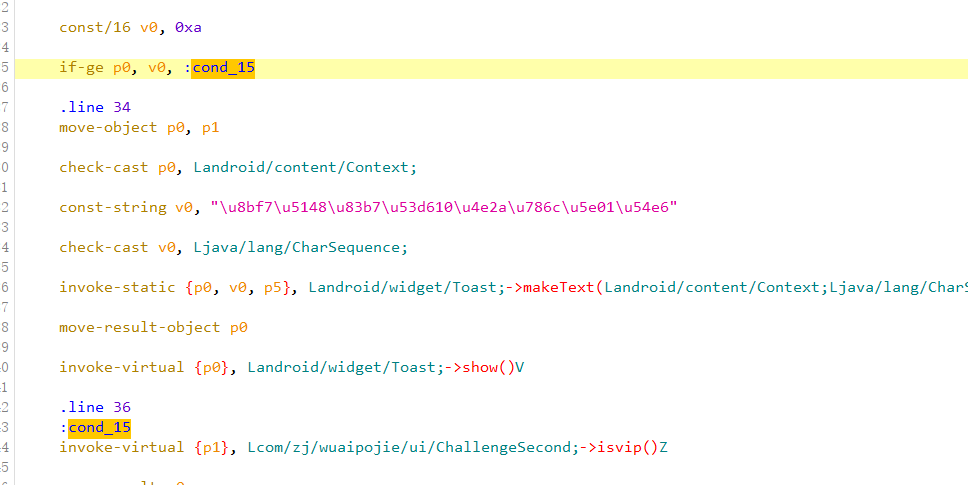 2
3 const/16 v0, 0xa
4
5 if-ge p0, v0, :cond_15
6
7 .line 34
8 move-object p0, p1
9
0 check-cast p0, Landroid/content/Context;
1
2 const-string v0, "\u8bf7\u5148\u83b7\u53d610\u4e2a\u786c\u5e01\u54e6"
3
4 check-cast v0, Ljava/lang/CharSequence;
5
6 invoke-static {p0, v0, p5}, Landroid/widget/Toast;->makeText(Landroid/content/Context;Ljava/lang/CharS
7
8 move-result-object p0
9
0 invoke-virtual {p0}, Landroid/widget/Toast;->show()V
1
2 .line 36
3 :cond_15
4 invoke-virtual {p1}, Lcom/zj/wuaipojie/ui/ChallengeSecond;->isvip()Z
5